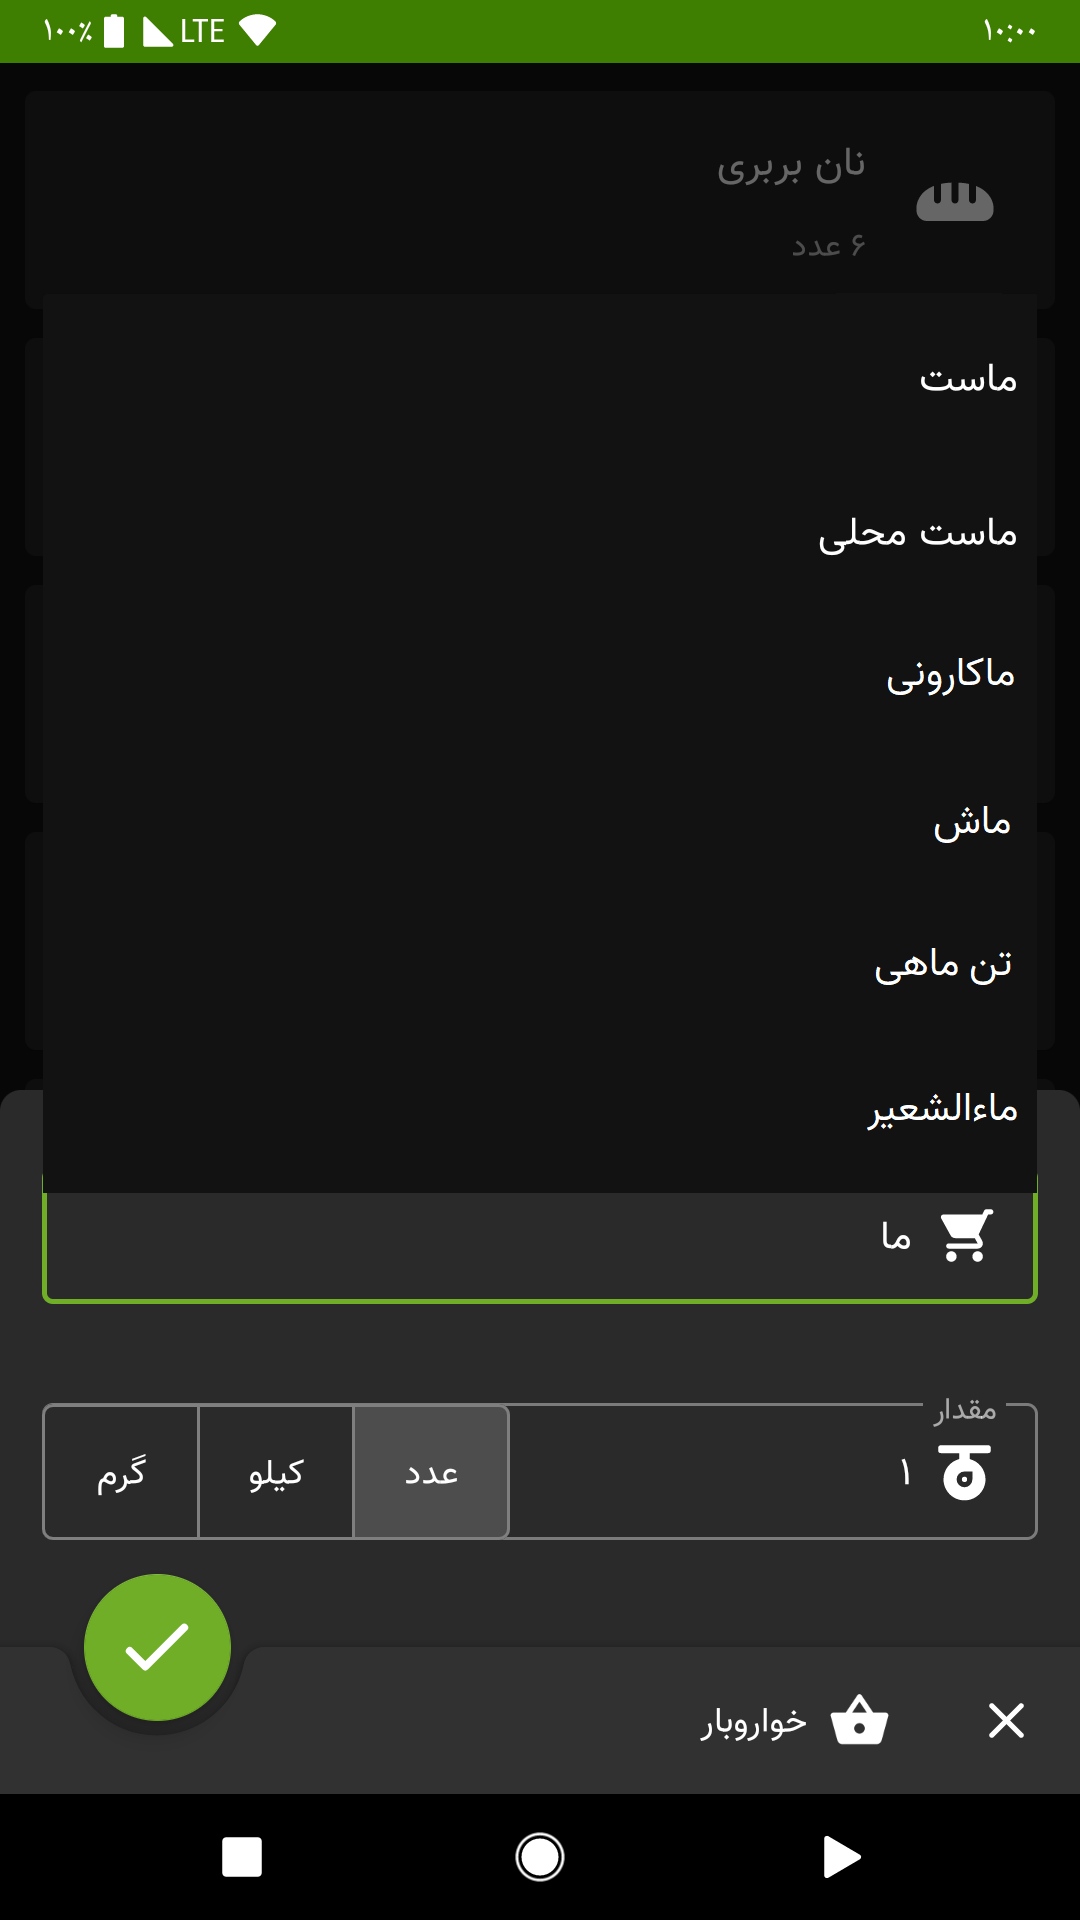 ۱۰:۰۰
LTE
۱۰۰٪
نان بربری
۶ عدد
ماست
ماست محلی
ماکارونی
ماش
تن ماهی
ماءالشعیر
ما
مقدار
۱
عدد
کیلو
گرم
خواروبار